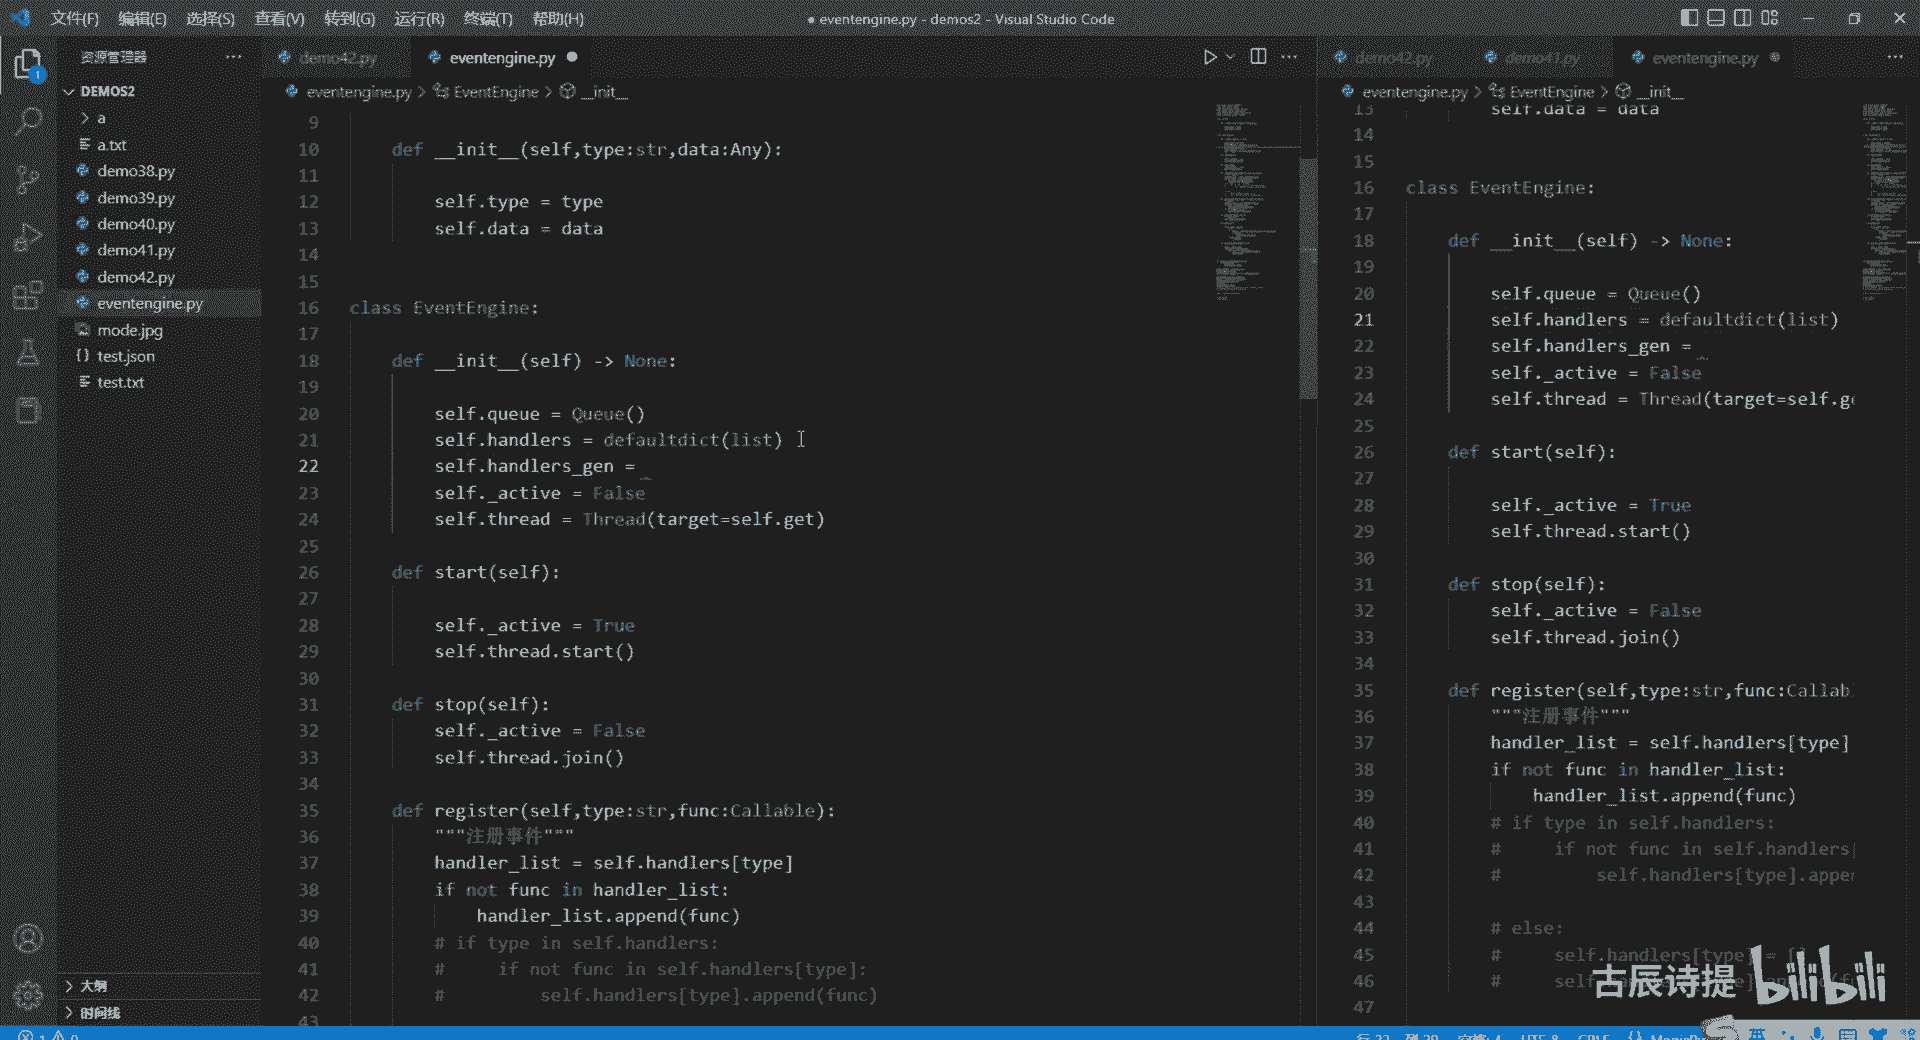 文件(F) 编辑(E) 选择(S) 查看(V) 转到(G) 运行(R) 终端(T) 帮助(H)
● eventengine.py - demos2 - Visual Studio Code
资源管理器 ···
DEMOS2
a
a.txt
demo38.py
demo39.py
demo40.py
demo41.py
demo42.py
eventengine.py
mode.jpg
test.json
test.txt
大纲
时间线
1
demo42.py
eventengine.py
eventengine.py > EventEngine > __init__
9
10 def __init__(self,type:str,data:Any):
11
12 self.type = type
13 self.data = data
14
15
16 class EventEngine:
17
18 def __init__(self) -> None:
19
20 self.queue = Queue()
21 self.handlers = defaultdict(list)
22 self.handlers_gen =
23 self._active = False
24 self.thread = Thread(target=self.get)
25
26 def start(self):
27
28 self._active = True
29 self.thread.start()
30
31 def stop(self):
32 self._active = False
33 self.thread.join()
34
35 def register(self,type:str,func:Callable):
36 """注册事件"""
37 handler_list = self.handlers[type]
38 if not func in handler_list:
39 handler_list.append(func)
40 # if type in self.handlers:
41 # if not func in self.handlers[type]:
42 # self.handlers[type].append(func)
43
demo42.py
demo41.py
eventengine.py
eventengine.py > EventEngine > __init__
13 self.data = data
14
15
16 class EventEngine:
17
18 def __init__(self) -> None:
19
20 self.queue = Queue()
21 self.handlers = defaultdict(list)
22 self.handlers_gen =
23 self._active = False
24 self.thread = Thread(target=self.ge
25
26 def start(self):
27
28 self._active = True
29 self.thread.start()
30
31 def stop(self):
32 self._active = False
33 self.thread.join()
34
35 def register(self,type:str,func:Callab
36 """注册事件"""
37 handler_list = self.handlers[type]
38 if not func in handler_list:
39 handler_list.append(func)
40 # if type in self.handlers:
41 # if not func in self.handlers[
42 # self.handlers[type].appen
43
44 # else:
45 # self.handlers[type] = []
46 #
47
古辰诗提 bilibili